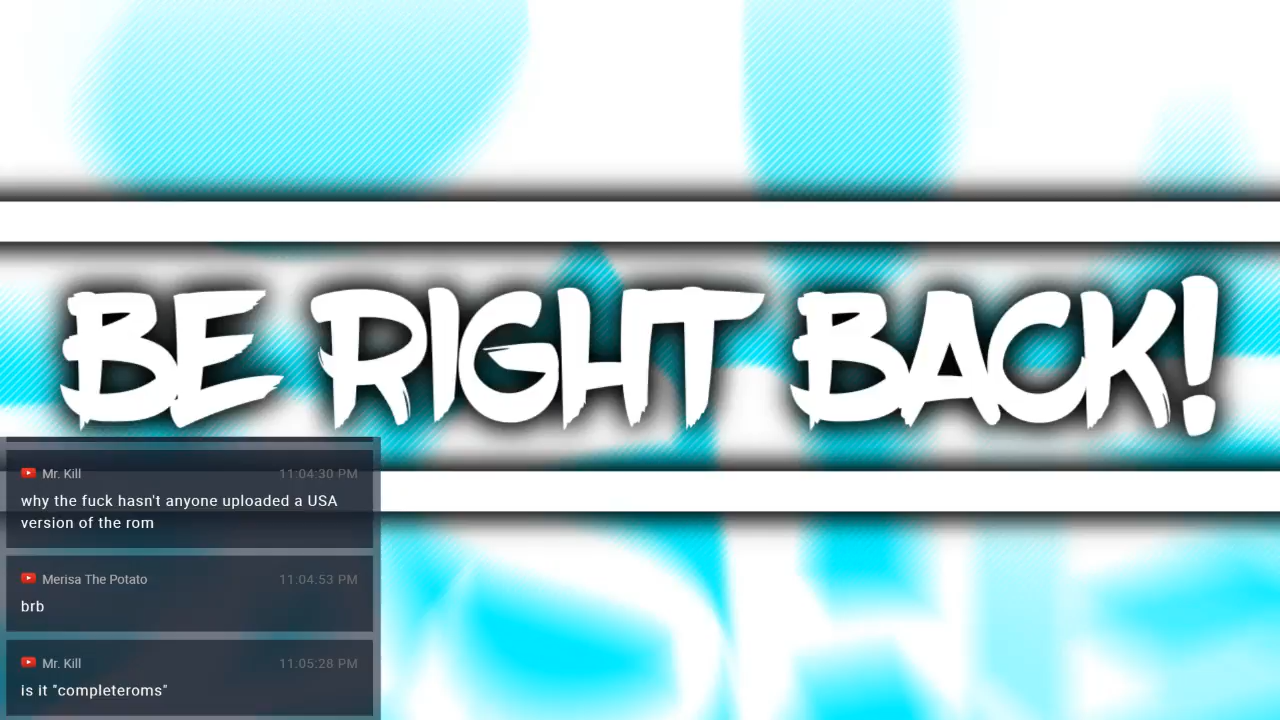 BE RIGHT BACK!
Mr. Kill 11:04:30 PM
why the fuck hasn't anyone uploaded a USA
version of the rom
Merisa The Potato 11:04:53 PM
brb
Mr. Kill 11:05:28 PM
is it "completeroms"